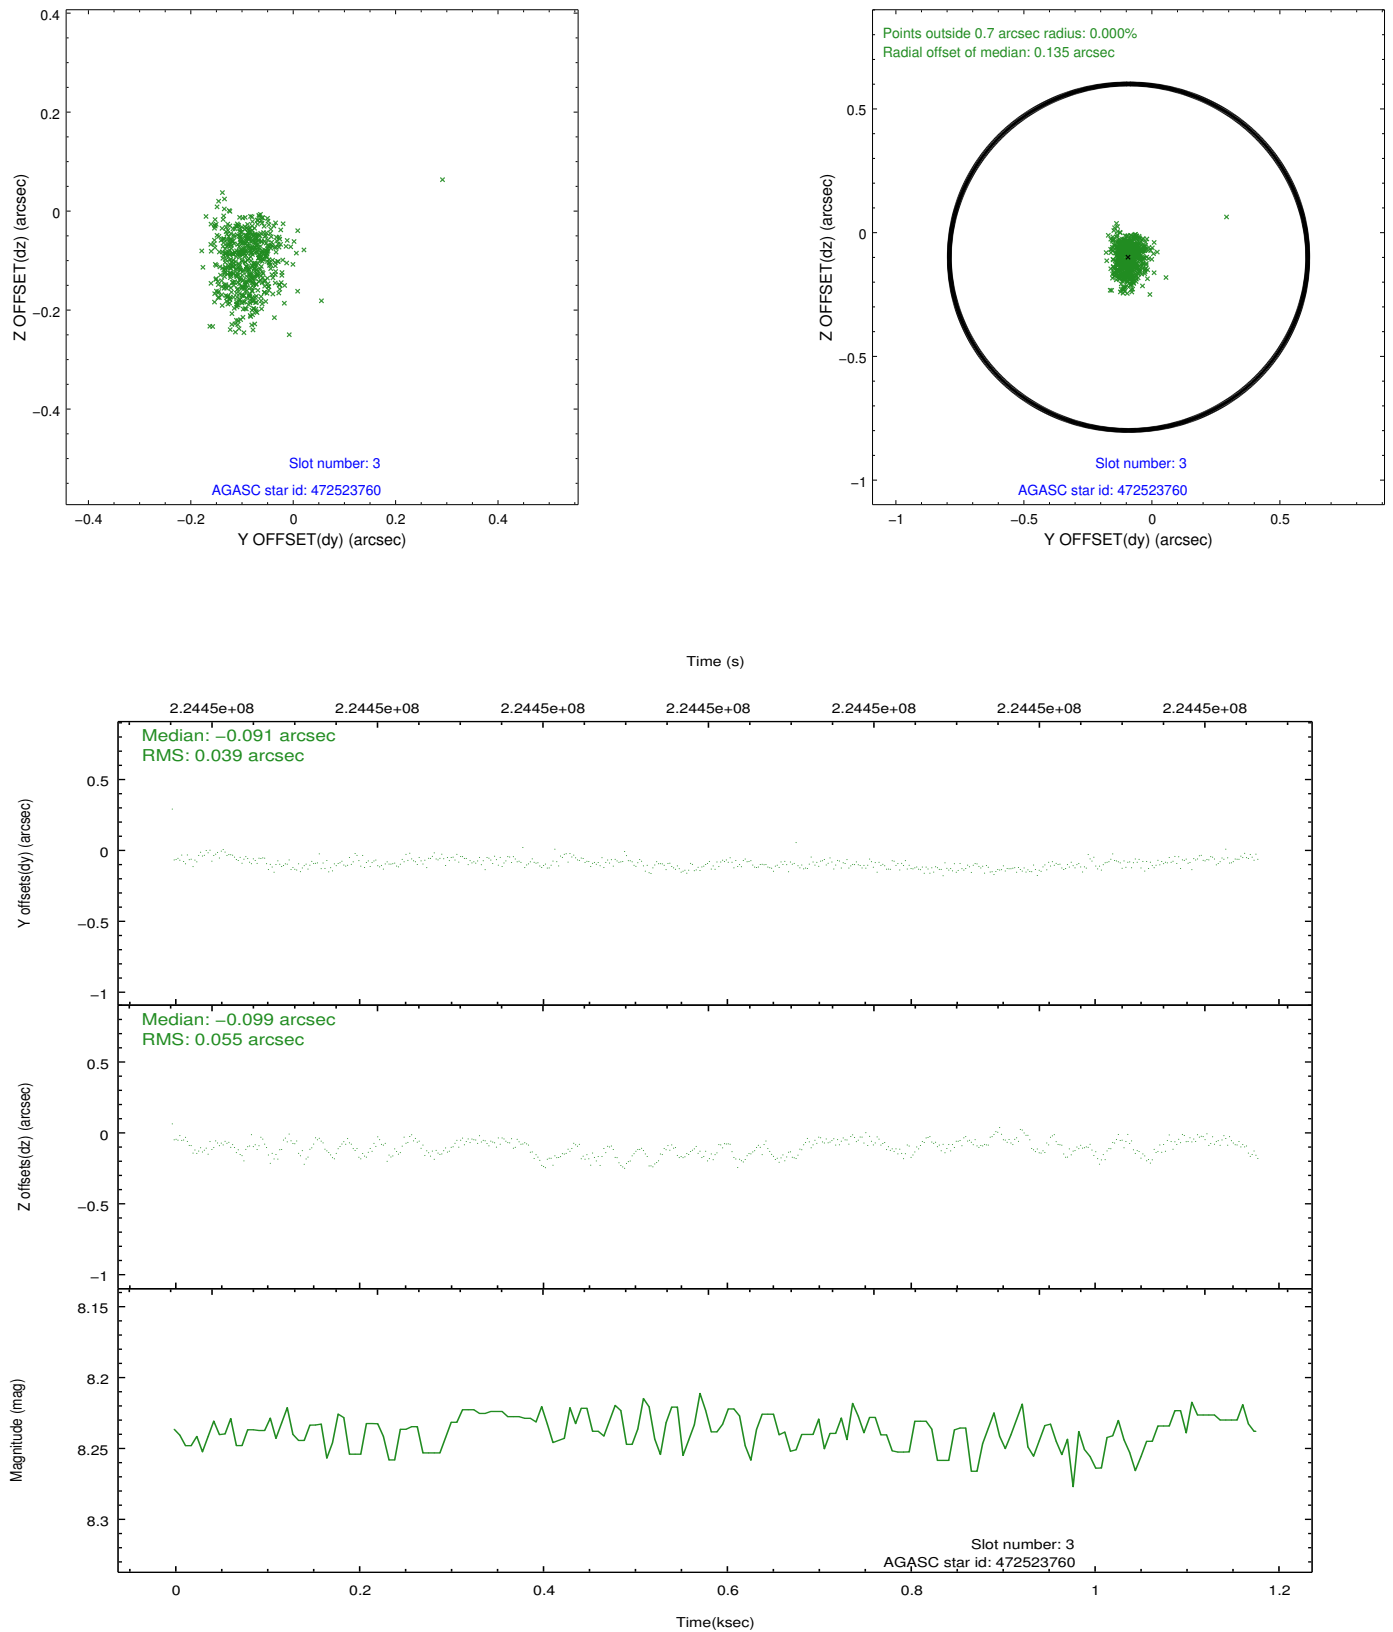 0.4
0.2
0
−0.2
−0.4
Z OFFSET(dz) (arcsec)
Slot number: 3
AGASC star id: 472523760
−0.4 −0.2 0 0.2 0.4
Y OFFSET(dy) (arcsec)
Points outside 0.7 arcsec radius: 0.000%
Radial offset of median: 0.135 arcsec
0.5
0
−0.5
−1
Z OFFSET(dz) (arcsec)
Slot number: 3
AGASC star id: 472523760
−1 −0.5 0 0.5
Y OFFSET(dy) (arcsec)
Time (s)
2.2445e+08 2.2445e+08 2.2445e+08 2.2445e+08 2.2445e+08 2.2445e+08 2.2445e+08
Median: −0.091 arcsec
RMS: 0.039 arcsec
0.5
0
−0.5
−1
Y offsets(dy) (arcsec)
Median: −0.099 arcsec
RMS: 0.055 arcsec
0.5
0
−0.5
−1
Z offsets(dz) (arcsec)
8.15
8.2
8.25
8.3
Magnitude (mag)
Slot number: 3
AGASC star id: 472523760
0 0.2 0.4 0.6 0.8 1 1.2
Time(ksec)